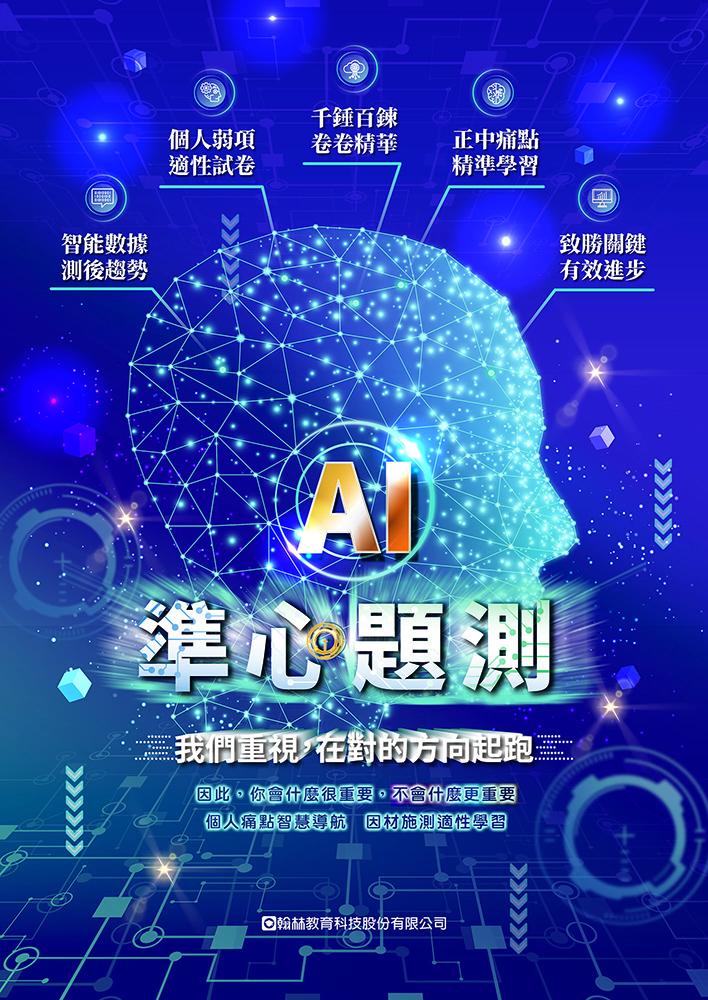 智能數據
測後趨勢
個人弱項
適性試卷
千錘百鍊
卷卷精華
正中痛點
精準學習
致勝關鍵
有效進步
AI
準心題測
我們重視，在對的方向起跑
因此，你會什麼很重要，不會什麼更重要
個人痛點智慧導航　因材施測適性學習
翰林教育科技股份有限公司